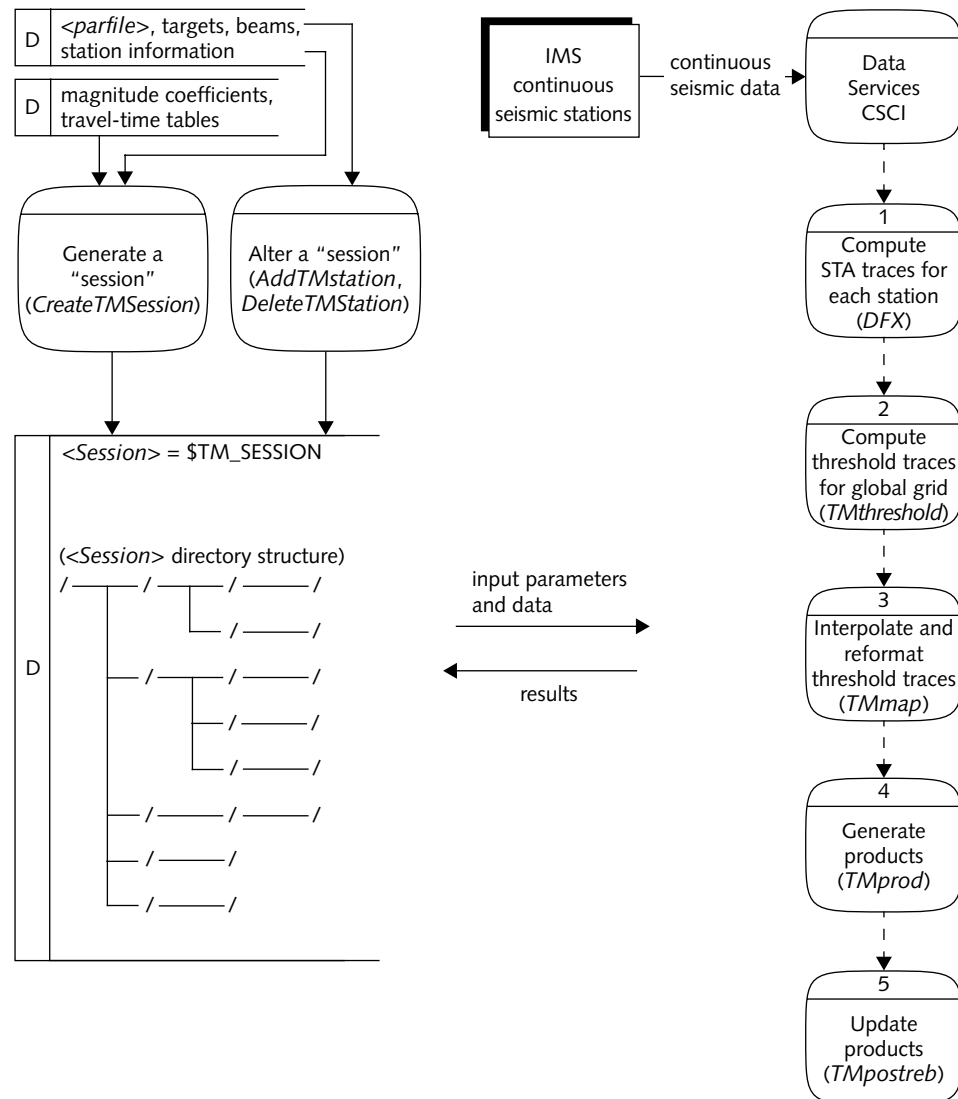 D
<parfile>, targets, beams,
station information
D
magnitude coefficients,
travel-time tables
IMS
continuous
seismic stations
continuous
seismic data
Data
Services
CSCI
Generate a
“session”
(CreateTMSession)
Alter a “session”
(AddTMstation,
DeleteTMStation)
1
Compute
STA traces for
each station
(DFX)
2
Compute
threshold traces
for global grid
(TMthreshold)
D
<Session> = $TM_SESSION
(<Session> directory structure)
/ / / /
/ /
/ / /
/ /
/ /
/ / /
/ /
/ /
input parameters
and data
results
3
Interpolate and
reformat
threshold traces
(TMmap)
4
Generate
products
(TMprod)
5
Update
products
(TMpostreb)